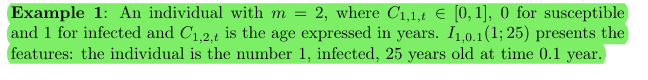 Example 1: An individual with m = 2, where C₁,₁,ₜ ∈ [0, 1], 0 for susceptible
and 1 for infected and C₁,₂,ₜ is the age expressed in years. I₁,₀.₁(1; 25) presents the
features: the individual is the number 1, infected, 25 years old at time 0.1 year.